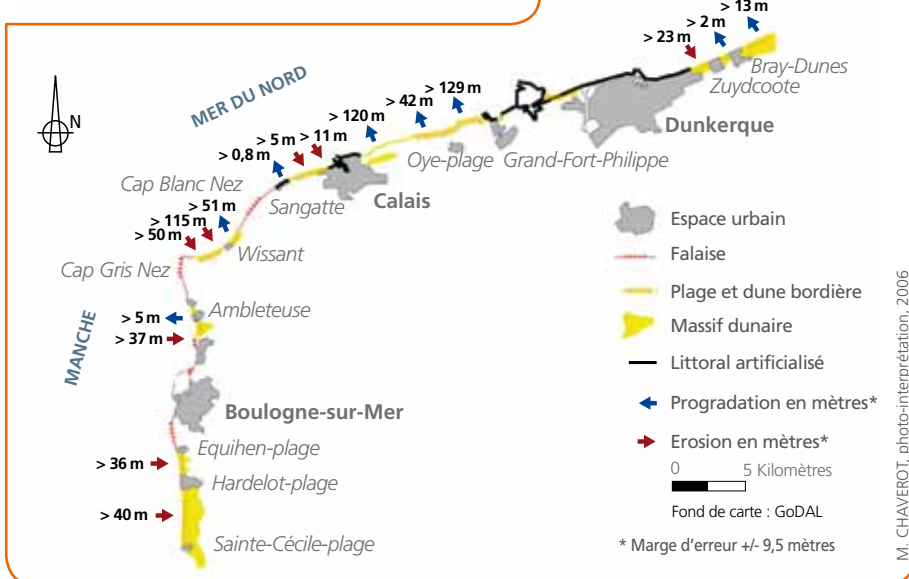 > 13 m
> 2 m
> 23 m
Bray-Dunes
Zuydcoote
MER DU NORD
> 129 m
> 42 m
> 120 m
Dunkerque
> 11 m
> 5 m
> 0,8 m
Oye-plage
Grand-Fort-Philippe
N
Cap Blanc Nez
Sangatte
Calais
> 51 m
> 115 m
> 50 m
Wissant
Cap Gris Nez
Ambleteuse
> 5 m
> 37 m
MANCHE
Boulogne-sur-Mer
Equihen-plage
> 36 m
Hardelot-plage
> 40 m
Sainte-Cécile-plage
Espace urbain
Falaise
Plage et dune bordière
Massif dunaire
Littoral artificialisé
Progradation en mètres*
Erosion en mètres*
0 5 Kilomètres
Fond de carte : GoDAL
* Marge d'erreur +/- 9,5 mètres
M. CHAVEROT, photo-interprétation, 2006